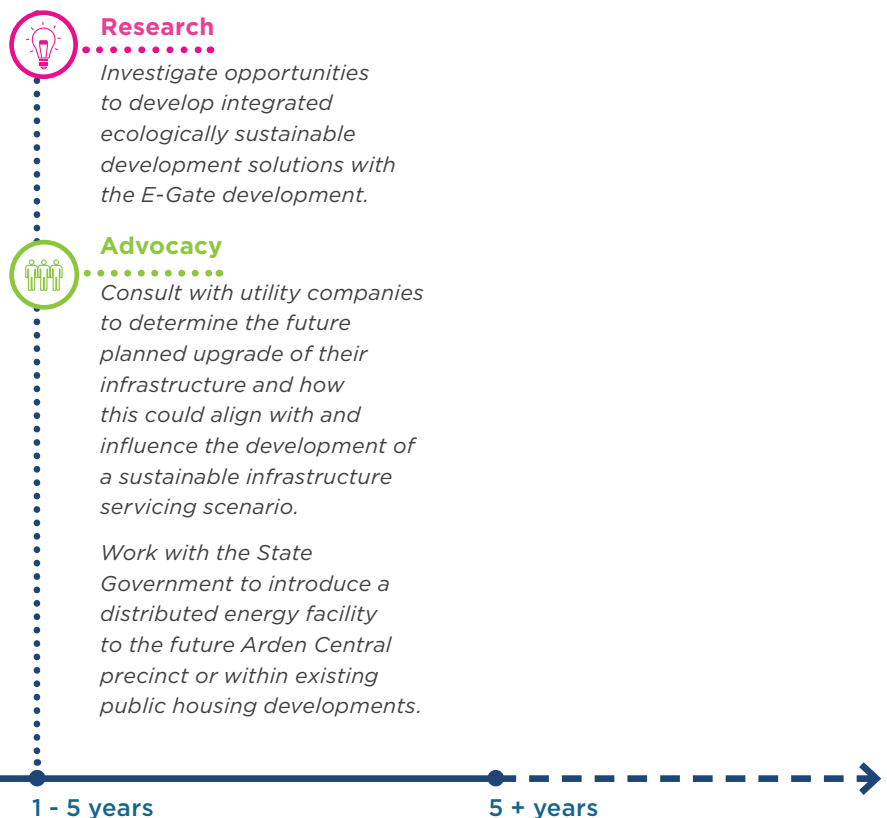 Research
Investigate opportunities
to develop integrated
ecologically sustainable
development solutions with
the E-Gate development.
Advocacy
Consult with utility companies
to determine the future
planned upgrade of their
infrastructure and how
this could align with and
influence the development of
a sustainable infrastructure
servicing scenario.
Work with the State
Government to introduce a
distributed energy facility
to the future Arden Central
precinct or within existing
public housing developments.
1 - 5 years
5 + years